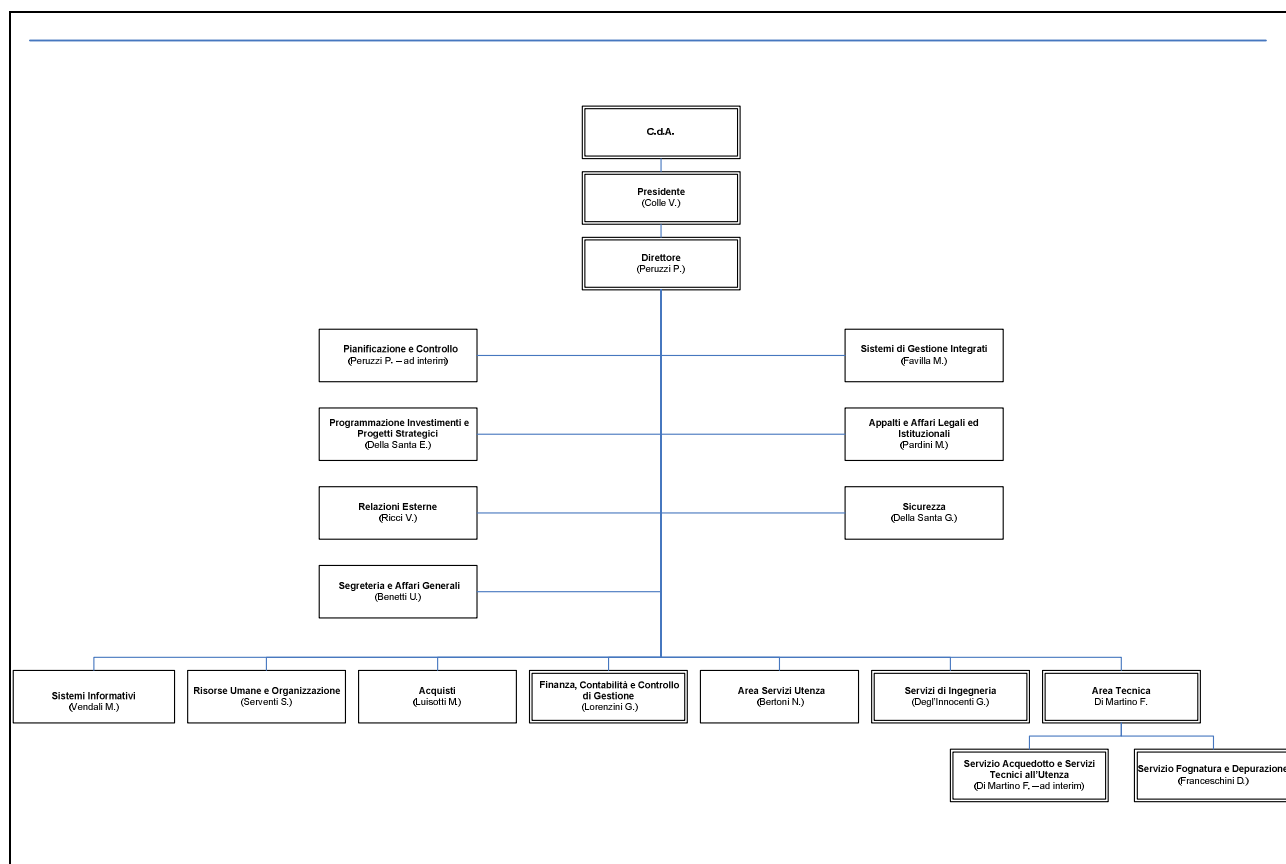 C.d.A.
Presidente
(Colle V.)
Direttore
(Peruzzi P.)
Pianificazione e Controllo
(Peruzzi P. – ad interim)
Sistemi di Gestione Integrati
(Favilla M.)
Programmazione Investimenti e
Progetti Strategici
(Della Santa E.)
Appalti e Affari Legali ed
Istituzionali
(Pardini M.)
Relazioni Esterne
(Ricci V.)
Sicurezza
(Della Santa G.)
Segreteria e Affari Generali
(Benetti U.)
Sistemi Informativi
(Vendali M.)
Risorse Umane e Organizzazione
(Serventi S.)
Acquisti
(Luisotti M.)
Finanza, Contabilità e Controllo
di Gestione
(Lorenzini G.)
Area Servizi Utenza
(Bertoni N.)
Servizi di Ingegneria
(Degl'Innocenti G.)
Area Tecnica
Di Martino F.
Servizio Acquedotto e Servizi
Tecnici all'Utenza
(Di Martino F. – ad interim)
Servizio Fognatura e Depurazione
(Franceschini D.)